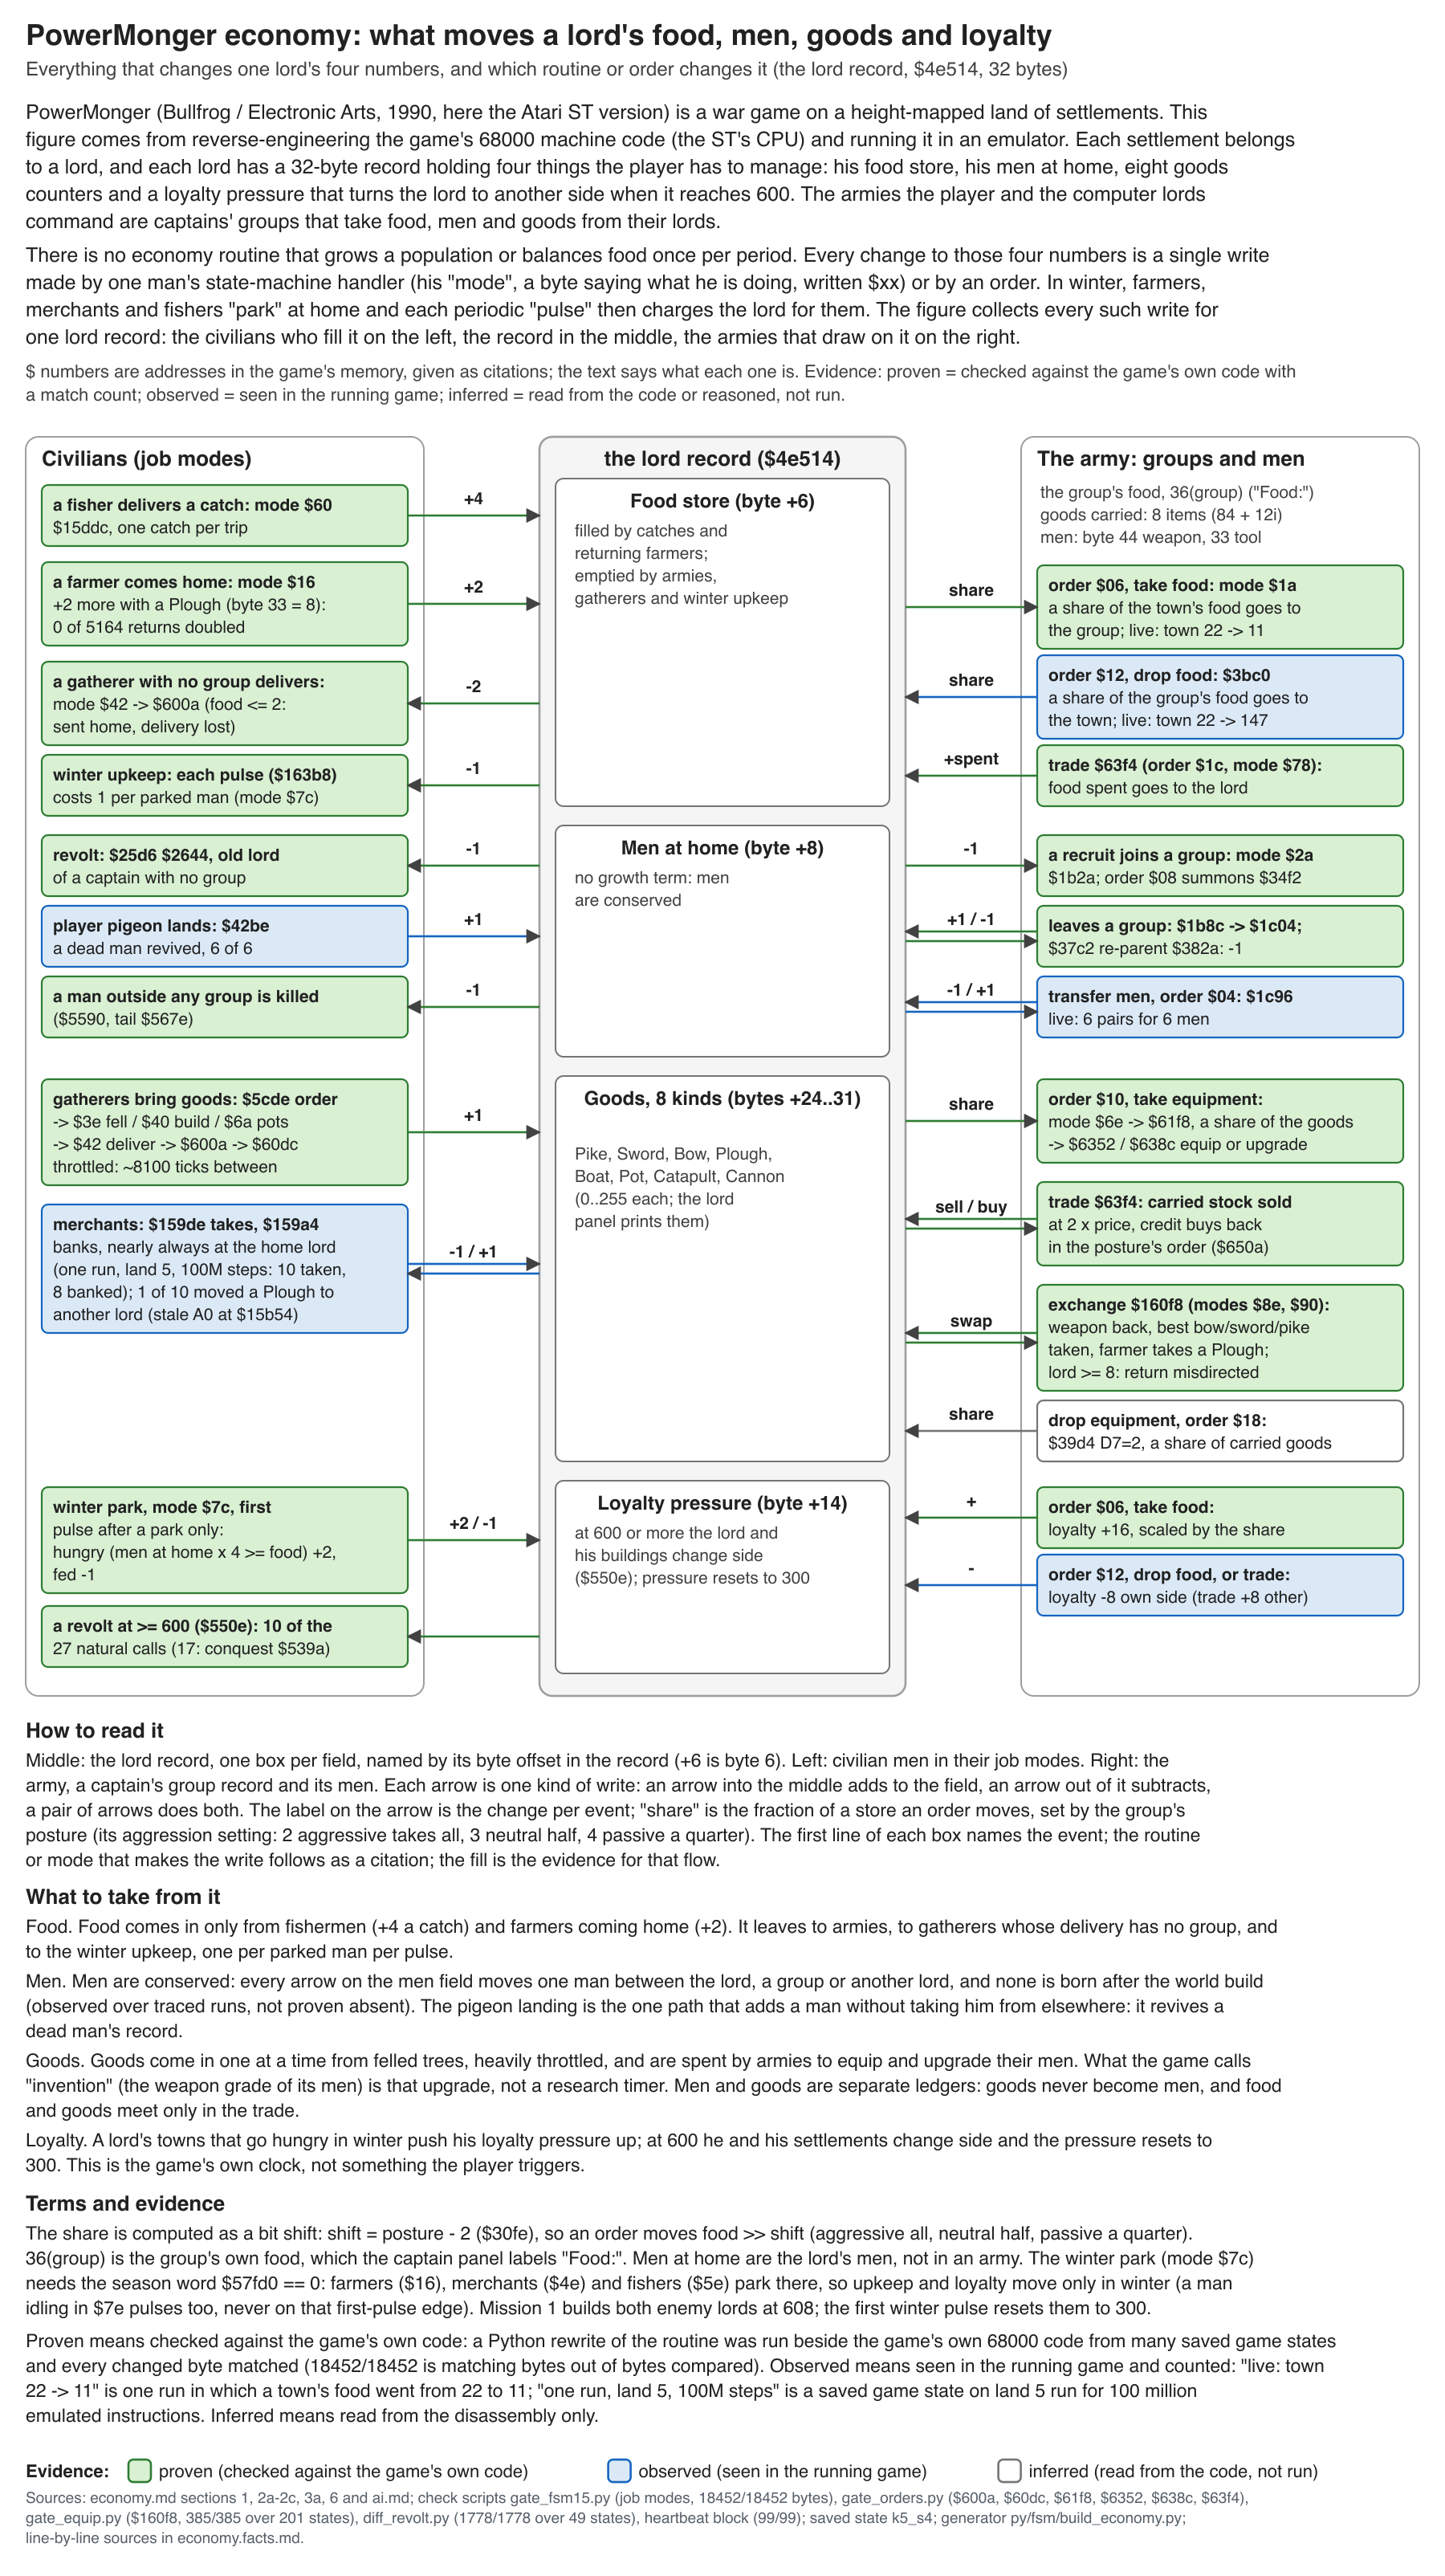 PowerMonger economy: what moves a lord's food, men, goods and loyalty
Everything that changes one lord's four numbers, and which routine or order changes it (the lord record, $4e514, 32 bytes)
PowerMonger (Bullfrog / Electronic Arts, 1990, here the Atari ST version) is a war game on a height-mapped land of settlements. This
figure comes from reverse-engineering the game's 68000 machine code (the ST's CPU) and running it in an emulator. Each settlement belongs
to a lord, and each lord has a 32-byte record holding four things the player has to manage: his food store, his men at home, eight goods
counters and a loyalty pressure that turns the lord to another side when it reaches 600. The armies the player and the computer lords
command are captains' groups that take food, men and goods from their lords.
There is no economy routine that grows a population or balances food once per period. Every change to those four numbers is a single write
made by one man's state-machine handler (his "mode", a byte saying what he is doing, written $xx) or by an order. In winter, farmers,
merchants and fishers "park" at home and each periodic "pulse" then charges the lord for them. The figure collects every such write for
one lord record: the civilians who fill it on the left, the record in the middle, the armies that draw on it on the right.
$ numbers are addresses in the game's memory, given as citations; the text says what each one is. Evidence: proven = checked against the game's own code with
a match count; observed = seen in the running game; inferred = read from the code or reasoned, not run.
Civilians (job modes)
a fisher delivers a catch: mode $60
$15ddc, one catch per trip
+4
a farmer comes home: mode $16
+2 more with a Plough (byte 33 = 8):
0 of 5164 returns doubled
+2
a gatherer with no group delivers:
mode $42 -> $600a (food <= 2:
sent home, delivery lost)
-2
winter upkeep: each pulse ($163b8)
costs 1 per parked man (mode $7c)
-1
revolt: $25d6 $2644, old lord
of a captain with no group
-1
player pigeon lands: $42be
a dead man revived, 6 of 6
+1
a man outside any group is killed
($5590, tail $567e)
-1
gatherers bring goods: $5cde order
-> $3e fell / $40 build / $6a pots
-> $42 deliver -> $600a -> $60dc
throttled: ~8100 ticks between
+1
merchants: $159de takes, $159a4
banks, nearly always at the home lord
(one run, land 5, 100M steps: 10 taken,
8 banked); 1 of 10 moved a Plough to
another lord (stale A0 at $15b54)
-1 / +1
winter park, mode $7c, first
pulse after a park only:
hungry (men at home x 4 >= food) +2,
fed -1
+2 / -1
a revolt at >= 600 ($550e): 10 of the
27 natural calls (17: conquest $539a)
the lord record ($4e514)
Food store (byte +6)
filled by catches and
returning farmers;
emptied by armies,
gatherers and winter upkeep
Men at home (byte +8)
no growth term: men
are conserved
Goods, 8 kinds (bytes +24..31)
Pike, Sword, Bow, Plough,
Boat, Pot, Catapult, Cannon
(0..255 each; the lord
panel prints them)
Loyalty pressure (byte +14)
at 600 or more the lord and
his buildings change side
($550e); pressure resets to 300
The army: groups and men
the group's food, 36(group) ("Food:")
goods carried: 8 items (84 + 12i)
men: byte 44 weapon, 33 tool
share
order $06, take food: mode $1a
a share of the town's food goes to
the group; live: town 22 -> 11
share
order $12, drop food: $3bc0
a share of the group's food goes to
the town; live: town 22 -> 147
+spent
trade $63f4 (order $1c, mode $78):
food spent goes to the lord
-1
a recruit joins a group: mode $2a
$1b2a; order $08 summons $34f2
+1 / -1
leaves a group: $1b8c -> $1c04;
$37c2 re-parent $382a: -1
-1 / +1
transfer men, order $04: $1c96
live: 6 pairs for 6 men
share
order $10, take equipment:
mode $6e -> $61f8, a share of the goods
-> $6352 / $638c equip or upgrade
sell / buy
trade $63f4: carried stock sold
at 2 x price, credit buys back
in the posture's order ($650a)
swap
exchange $160f8 (modes $8e, $90):
weapon back, best bow/sword/pike
taken, farmer takes a Plough;
lord >= 8: return misdirected
share
drop equipment, order $18:
$39d4 D7=2, a share of carried goods
+
order $06, take food:
loyalty +16, scaled by the share
-
order $12, drop food, or trade:
loyalty -8 own side (trade +8 other)
How to read it
Middle: the lord record, one box per field, named by its byte offset in the record (+6 is byte 6). Left: civilian men in their job modes. Right: the
army, a captain's group record and its men. Each arrow is one kind of write: an arrow into the middle adds to the field, an arrow out of it subtracts,
a pair of arrows does both. The label on the arrow is the change per event; "share" is the fraction of a store an order moves, set by the group's
posture (its aggression setting: 2 aggressive takes all, 3 neutral half, 4 passive a quarter). The first line of each box names the event; the routine
or mode that makes the write follows as a citation; the fill is the evidence for that flow.
What to take from it
Food. Food comes in only from fishermen (+4 a catch) and farmers coming home (+2). It leaves to armies, to gatherers whose delivery has no group, and
to the winter upkeep, one per parked man per pulse.
Men. Men are conserved: every arrow on the men field moves one man between the lord, a group or another lord, and none is born after the world build
(observed over traced runs, not proven absent). The pigeon landing is the one path that adds a man without taking him from elsewhere: it revives a
dead man's record.
Goods. Goods come in one at a time from felled trees, heavily throttled, and are spent by armies to equip and upgrade their men. What the game calls
"invention" (the weapon grade of its men) is that upgrade, not a research timer. Men and goods are separate ledgers: goods never become men, and food
and goods meet only in the trade.
Loyalty. A lord's towns that go hungry in winter push his loyalty pressure up; at 600 he and his settlements change side and the pressure resets to
300. This is the game's own clock, not something the player triggers.
Terms and evidence
The share is computed as a bit shift: shift = posture - 2 ($30fe), so an order moves food >> shift (aggressive all, neutral half, passive a quarter).
36(group) is the group's own food, which the captain panel labels "Food:". Men at home are the lord's men, not in an army. The winter park (mode $7c)
needs the season word $57fd0 == 0: farmers ($16), merchants ($4e) and fishers ($5e) park there, so upkeep and loyalty move only in winter (a man
idling in $7e pulses too, never on that first-pulse edge). Mission 1 builds both enemy lords at 608; the first winter pulse resets them to 300.
Proven means checked against the game's own code: a Python rewrite of the routine was run beside the game's own 68000 code from many saved game states
and every changed byte matched (18452/18452 is matching bytes out of bytes compared). Observed means seen in the running game and counted: "live: town
22 -> 11" is one run in which a town's food went from 22 to 11; "one run, land 5, 100M steps" is a saved game state on land 5 run for 100 million
emulated instructions. Inferred means read from the disassembly only.
Evidence: proven (checked against the game's own code) observed (seen in the running game) inferred (read from the code, not run)
Sources: economy.md sections 1, 2a-2c, 3a, 6 and ai.md; check scripts gate_fsm15.py (job modes, 18452/18452 bytes), gate_orders.py ($600a, $60dc, $61f8, $6352, $638c, $63f4),
gate_equip.py ($160f8, 385/385 over 201 states), diff_revolt.py (1778/1778 over 49 states), heartbeat block (99/99); saved state k5_s4; generator py/fsm/build_economy.py;
line-by-line sources in economy.facts.md.